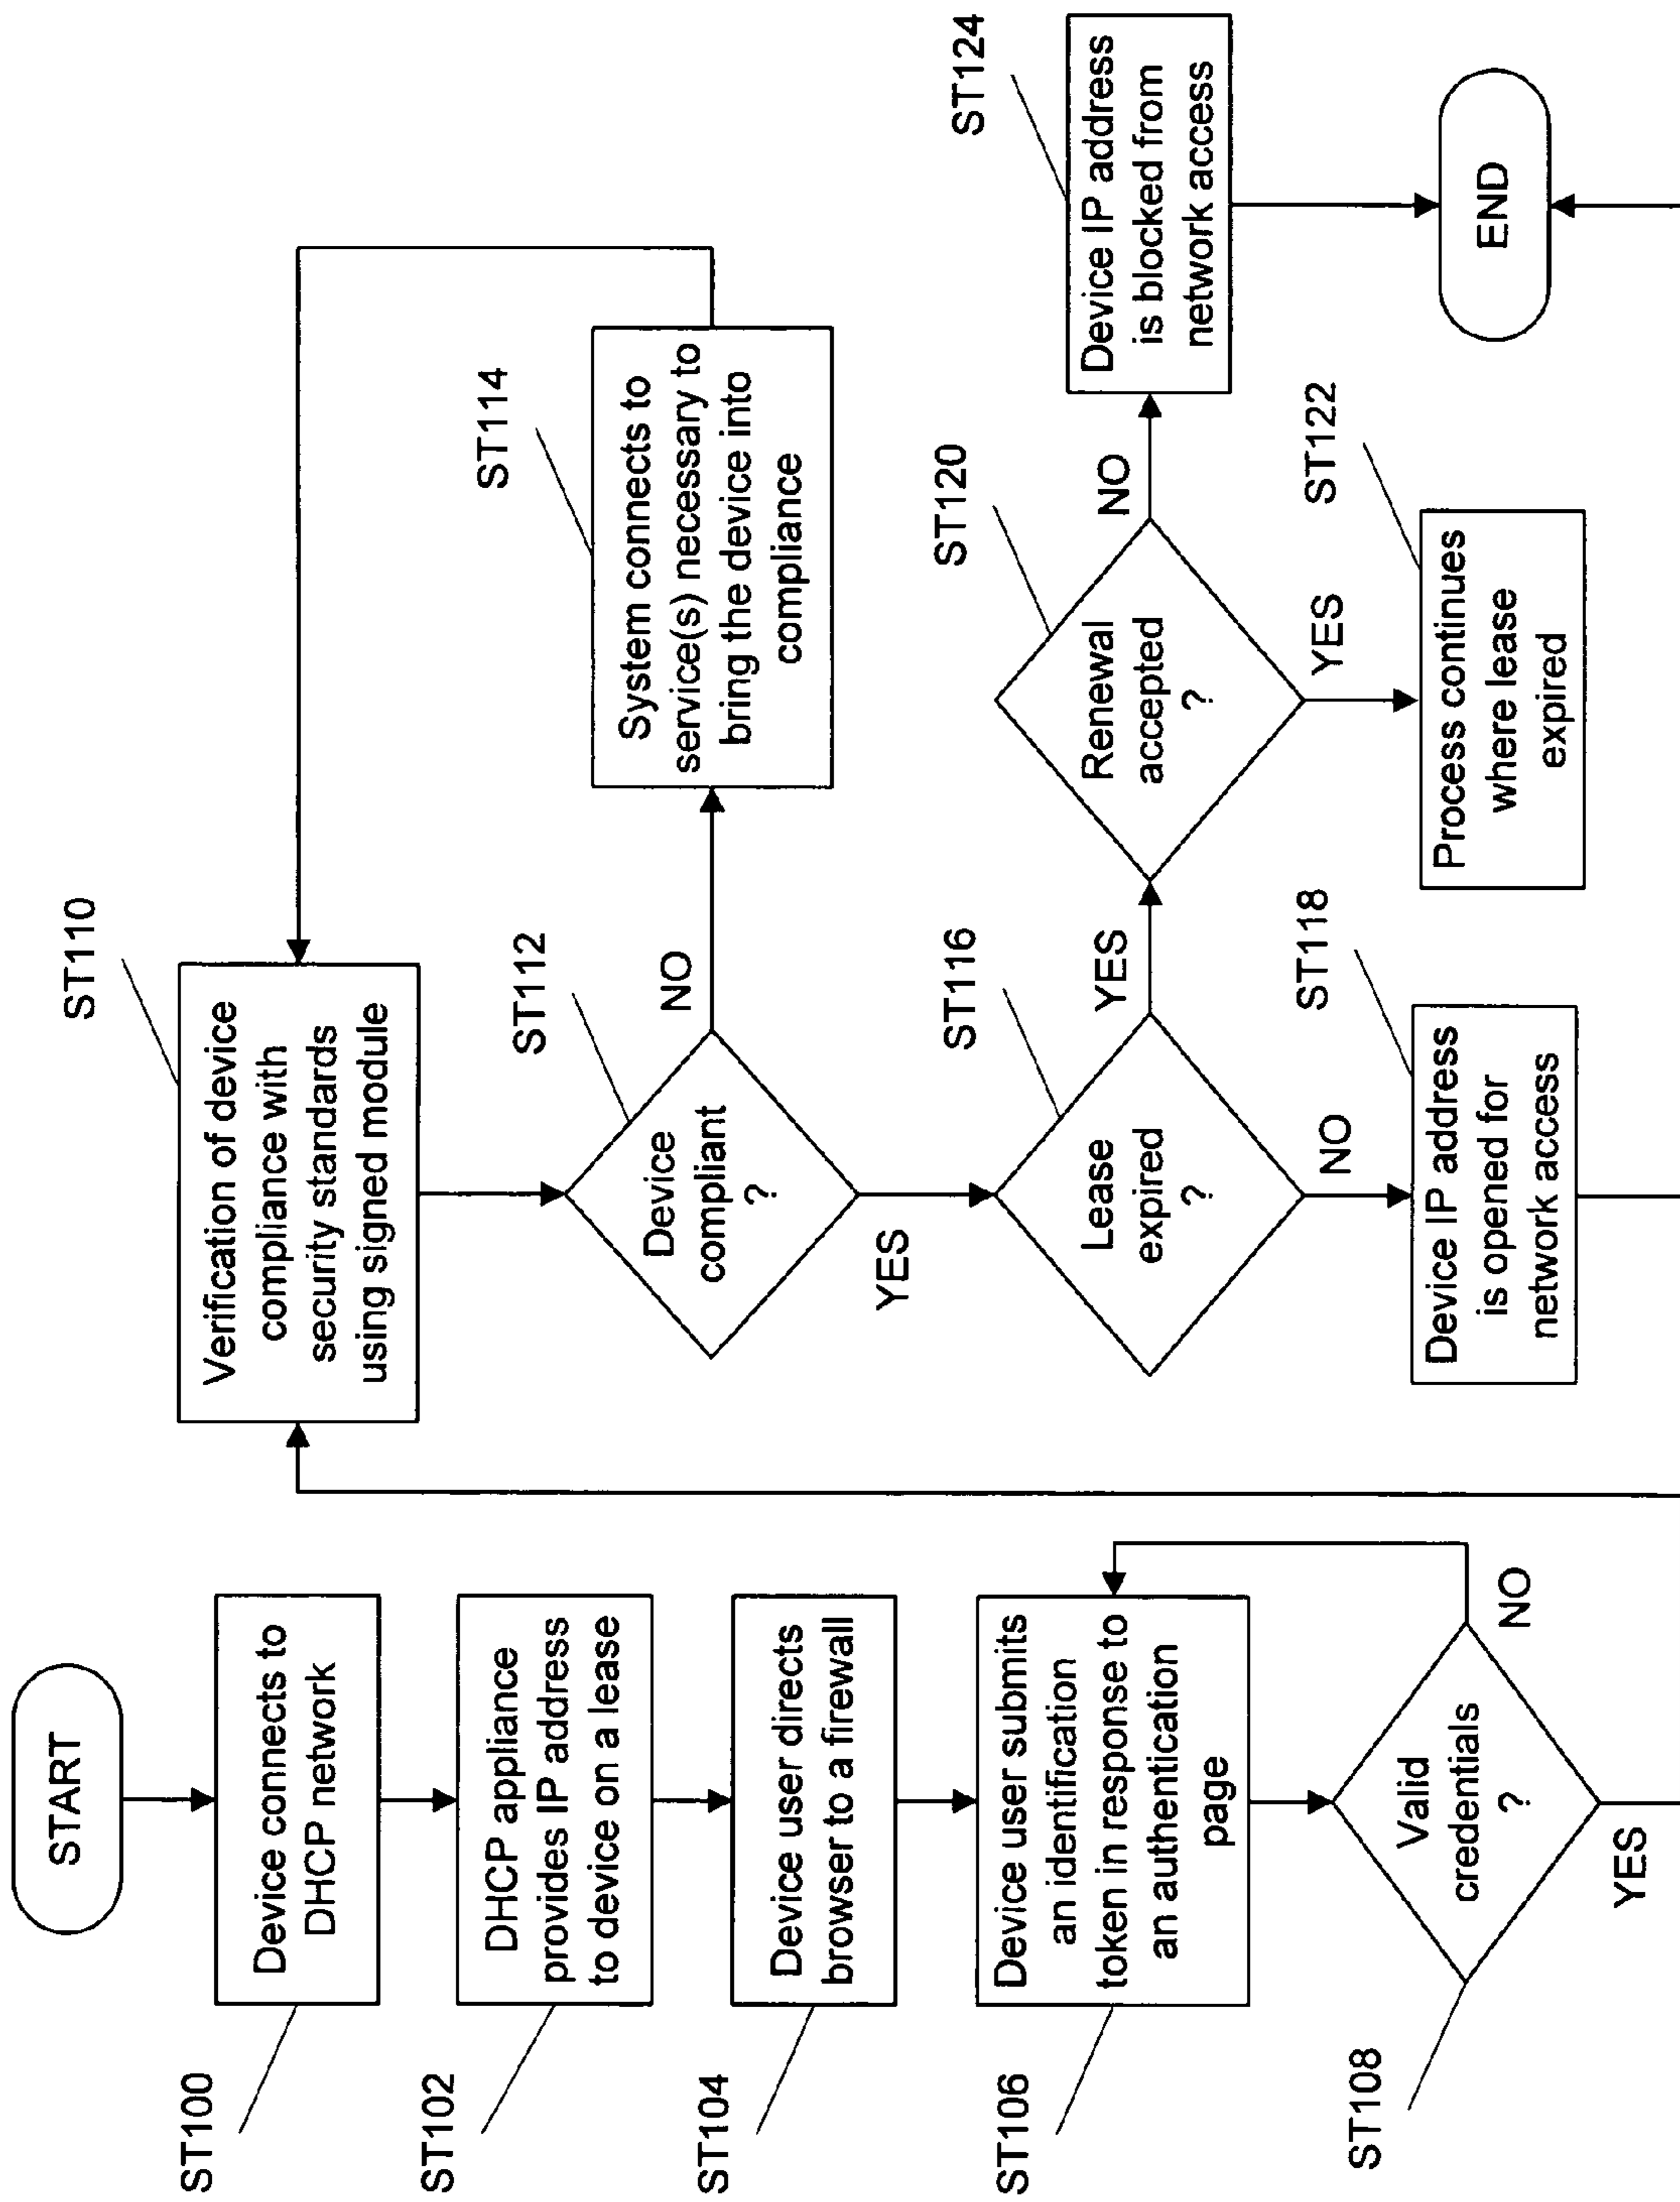 START
ST100
Device connects to
DHCP network
ST102
DHCP appliance
provides IP address
to device on a lease
ST104
Device user directs
browser to a firewall
ST106
Device user submits
an identification
token in response to
an authentication
page
ST108
Valid
credentials
?
NO
YES
ST110
Verification of device
compliance with
security standards
using signed module
ST112
Device
compliant
?
NO
YES
ST114
System connects to
service(s) necessary to
bring the device into
compliance
ST116
Lease
expired
?
YES
NO
ST118
Device IP address
is opened for
network access
ST120
Renewal
accepted
?
NO
YES
ST122
Process continues
where lease
expired
ST124
Device IP address
is blocked from
network access
END